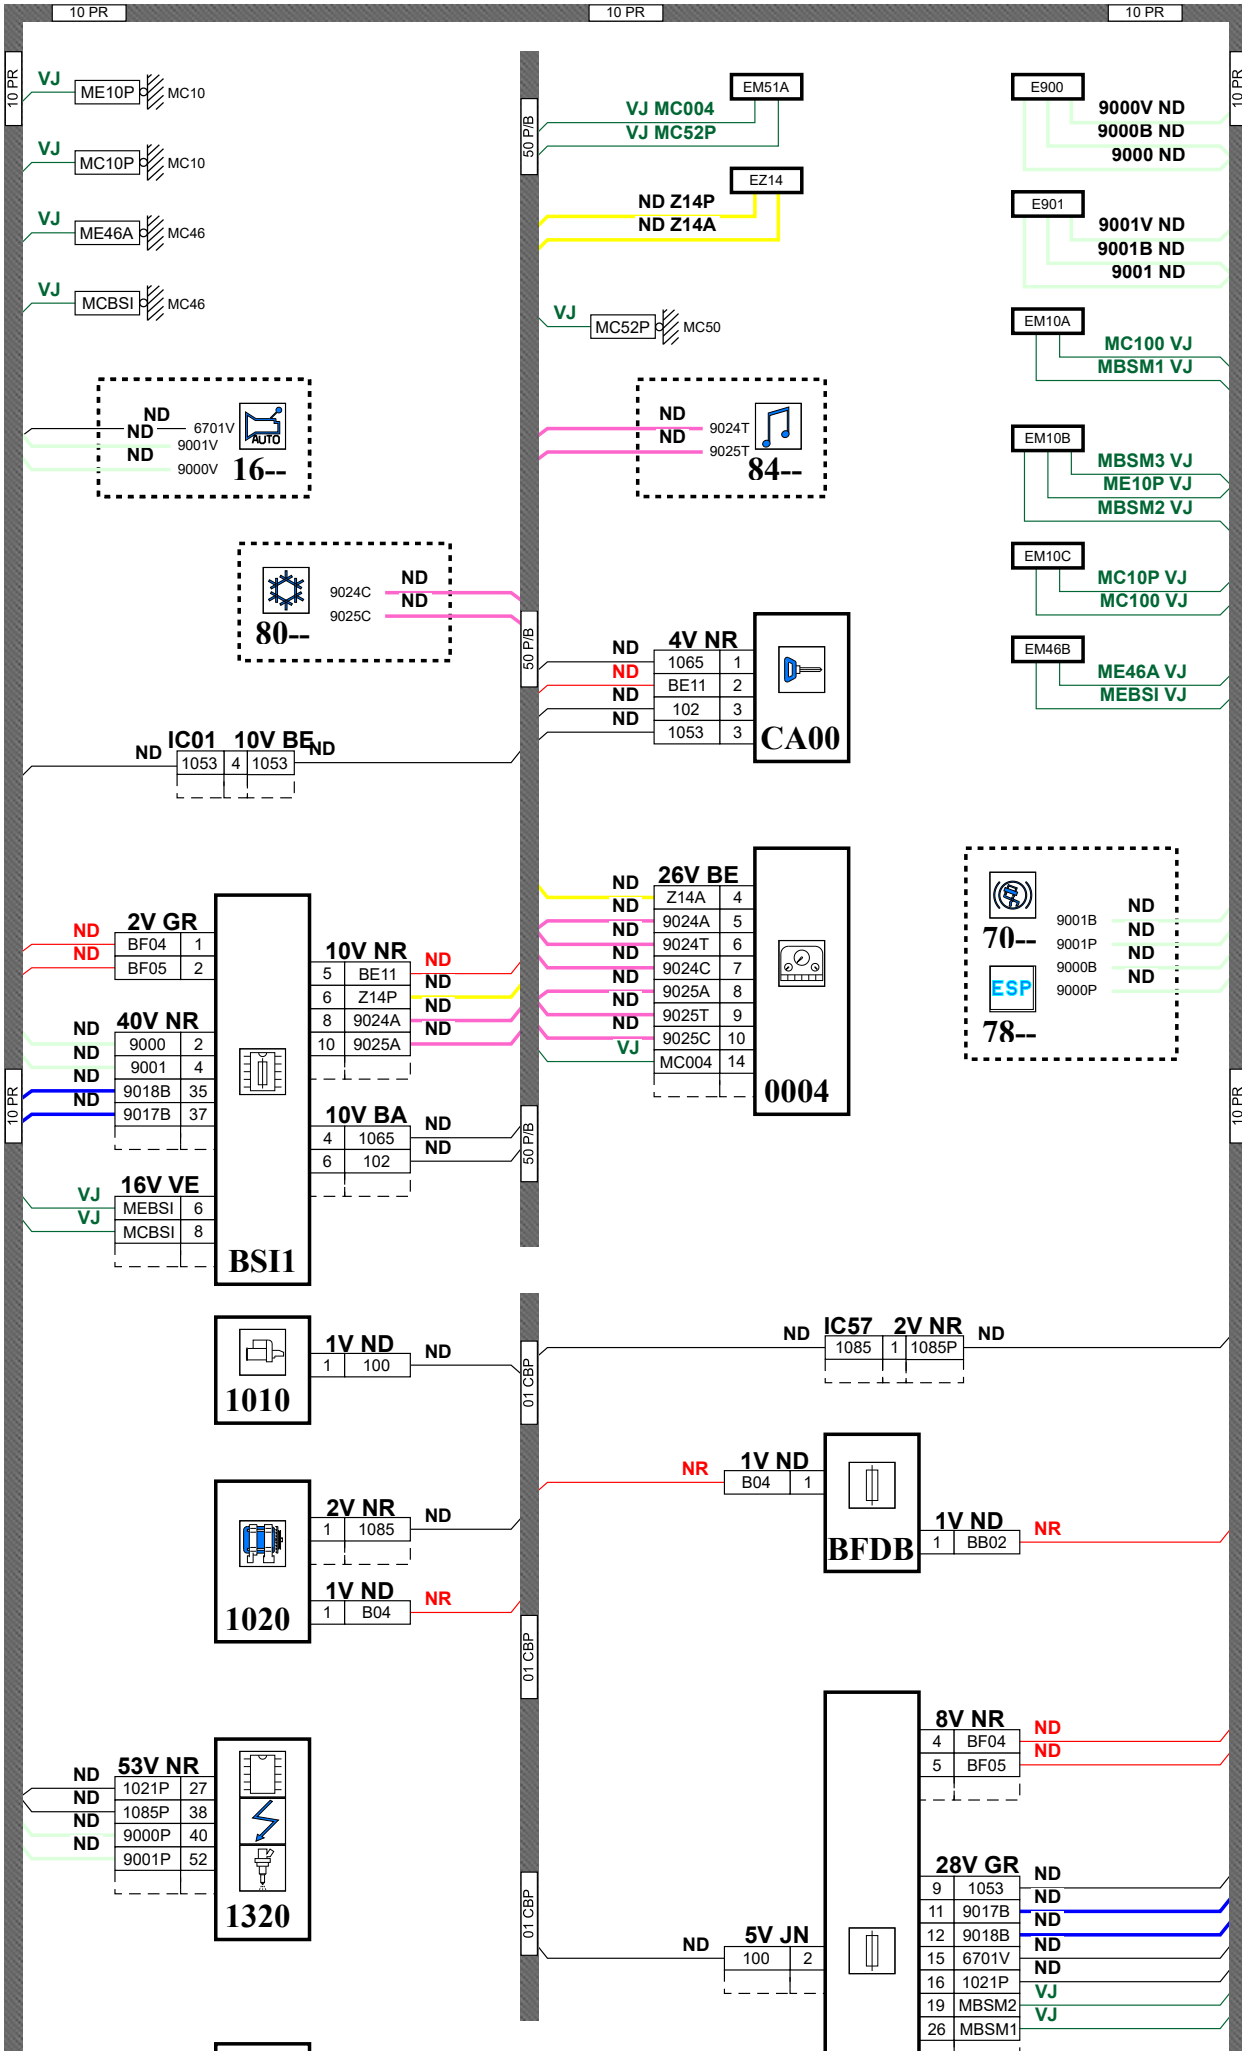 10 PR
10 PR
10 PR
10 PR
10 PR
VJ
ME10P
MC10
VJ
MC10P
MC10
VJ
ME46A
MC46
VJ
MCBSI
MC46
50 P/B
EM51A
VJ MC004
VJ MC52P
EZ14
ND Z14P
ND Z14A
VJ
MC52P
MC50
E900
9000V ND
9000B ND
9000 ND
E901
9001V ND
9001B ND
9001 ND
EM10A
MC100 VJ
MBSM1 VJ
ND
ND
ND
6701V
9001V
9000V
AUTO
16--
ND
ND
9024T
9025T
84--
EM10B
MBSM3 VJ
ME10P VJ
MBSM2 VJ
EM10C
MC10P VJ
MC100 VJ
EM46B
ME46A VJ
MEBSI VJ
80--
9024C
9025C
ND
ND
50 P/B
4V NR
ND 1065 1
ND BE11 2
ND 102 3
ND 1053 3
CA00
IC01 10V BE
ND 1053 4 1053 ND
26V BE
ND Z14A 4
ND 9024A 5
ND 9024T 6
ND 9024C 7
ND 9025A 8
ND 9025T 9
ND 9025C 10
VJ MC004 14
0004
70--
ESP
78--
9001B ND
9001P ND
9000B ND
9000P ND
2V GR
ND BF04 1
ND BF05 2
40V NR
ND 9000 2
ND 9001 4
ND 9018B 35
ND 9017B 37
16V VE
VJ MEBSI 6
VJ MCBSI 8
BSI1
10V NR
5 BE11 ND
6 Z14P ND
8 9024A ND
10 9025A ND
10V BA
4 1065 ND
6 102 ND
10 PR
50 P/B
10 PR
1010
1V ND
1 100 ND
01 CBP
IC57 2V NR
ND 1085 1 1085P ND
1V ND
NR B04 1
BFDB
1V ND
1 BB02 NR
1020
2V NR
1 1085 ND
1V ND
1 B04 NR
01 CBP
53V NR
ND 1021P 27
ND 1085P 38
ND 9000P 40
ND 9001P 52
1320
01 CBP
8V NR
4 BF04 ND
5 BF05 ND
28V GR
9 1053 ND
11 9017B ND
12 9018B ND
15 6701V ND
16 1021P ND
19 MBSM2 VJ
26 MBSM1 VJ
5V JN
ND 100 2